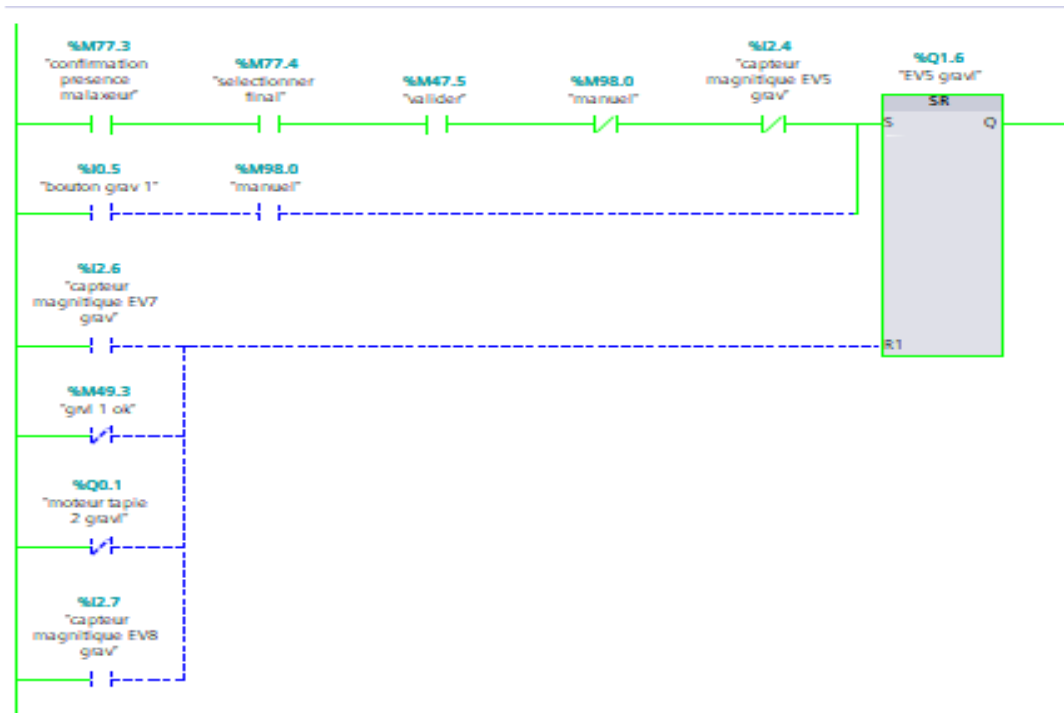 %M77.3
"confirmation
presence
malaxeur"
%M77.4
"selectionner
final"
%M47.5
"valider"
%M98.0
"manuel"
%I2.4
"capteur
magnitique EV5
grav"
%Q1.6
"EV5 gravl"
SR
S
Q
%I0.5
"bouton grav 1"
%M98.0
"manuel"
%I2.6
"capteur
magnitique EV7
grav"
R1
%M49.3
"grvl 1 ok"
%Q0.1
"moteur tapie
2 gravl"
%I2.7
"capteur
magnitique EV8
grav"